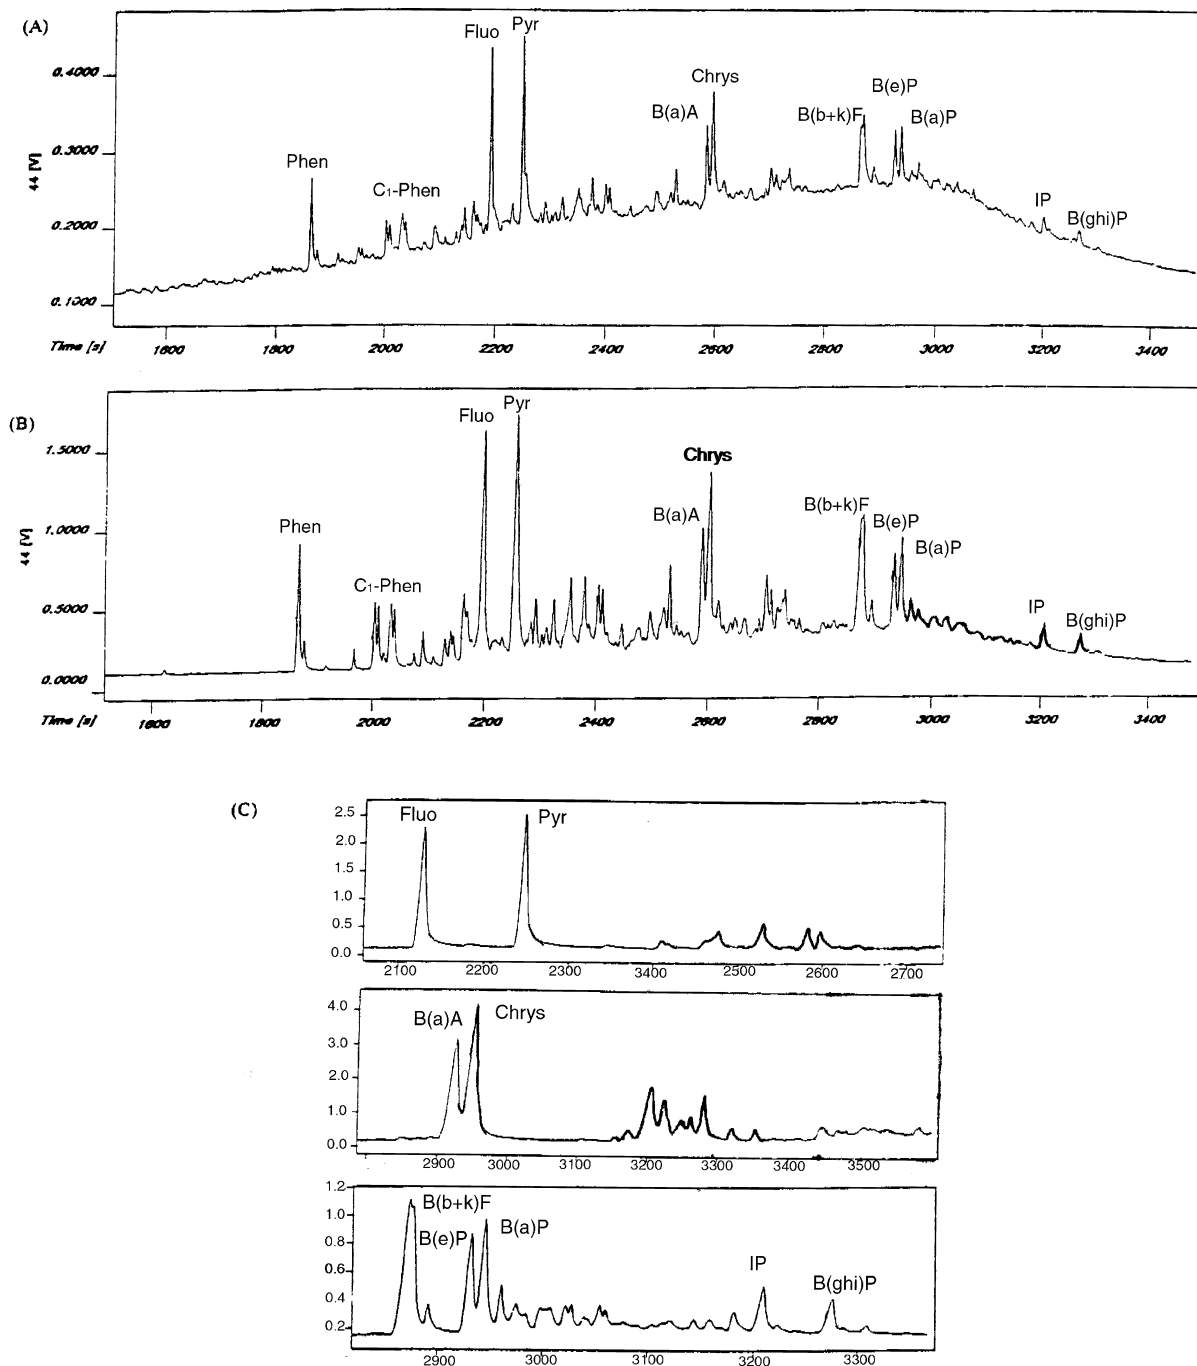 (A)
Fluo
Pyr
0.4000
Chrys
B(e)P
B(a)A
B(b+k)F
B(a)P
0.3000
44 [V]
Phen
C1-Phen
IP
0.2000
B(ghi)P
0.1000
Time [s] 1600 1800 2000 2200 2400 2600 2800 3000 3200 3400
(B)
Fluo
Pyr
1.5000
Chrys
B(a)A
B(b+k)F
Phen
1.0000
B(e)P
44 [V]
B(a)P
C1-Phen
0.5000
IP
B(ghi)P
0.0000
Time [s] 1600 1800 2000 2200 2400 2600 2800 3000 3200 3400
(C)
Fluo
Pyr
2.5
2.0
1.5
1.0
0.5
0.0
2100 2200 2300 3400 2500 2600 2700
4.0
B(a)A
Chrys
3.0
2.0
1.0
0.0
2900 3000 3100 3200 3300 3400 3500
1.2
B(b+k)F
1.0
B(e)P
B(a)P
0.8
IP
0.6
B(ghi)P
0.4
0.2
2900 3000 3100 3200 3300